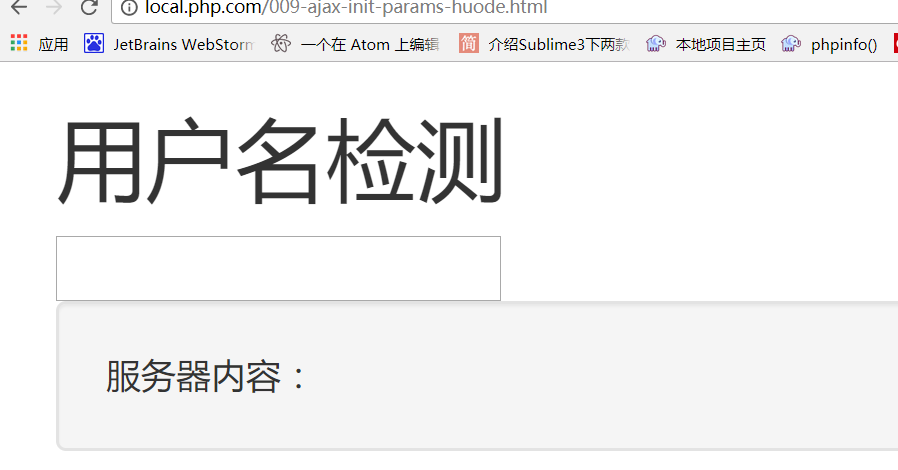 local.php.com/009-ajax-init-params-huode.html
应用 JetBrains WebStorm 一个在 Atom 上编辑 介绍Sublime3下两款 本地项目主页 phpinfo()
用户名检测
服务器内容：